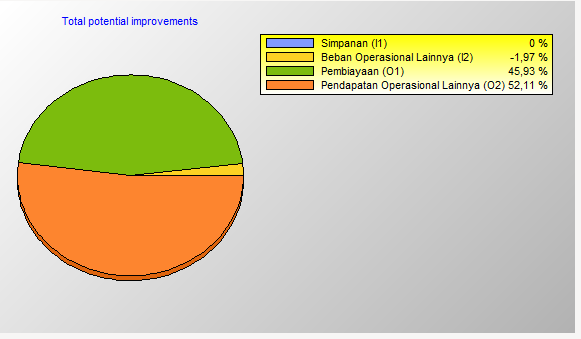 Total potential improvements
Simpanan (I1) 0 %
Beban Operasional Lainnya (I2) -1,97 %
Pembiayaan (O1) 45,93 %
Pendapatan Operasional Lainnya (O2) 52,11 %